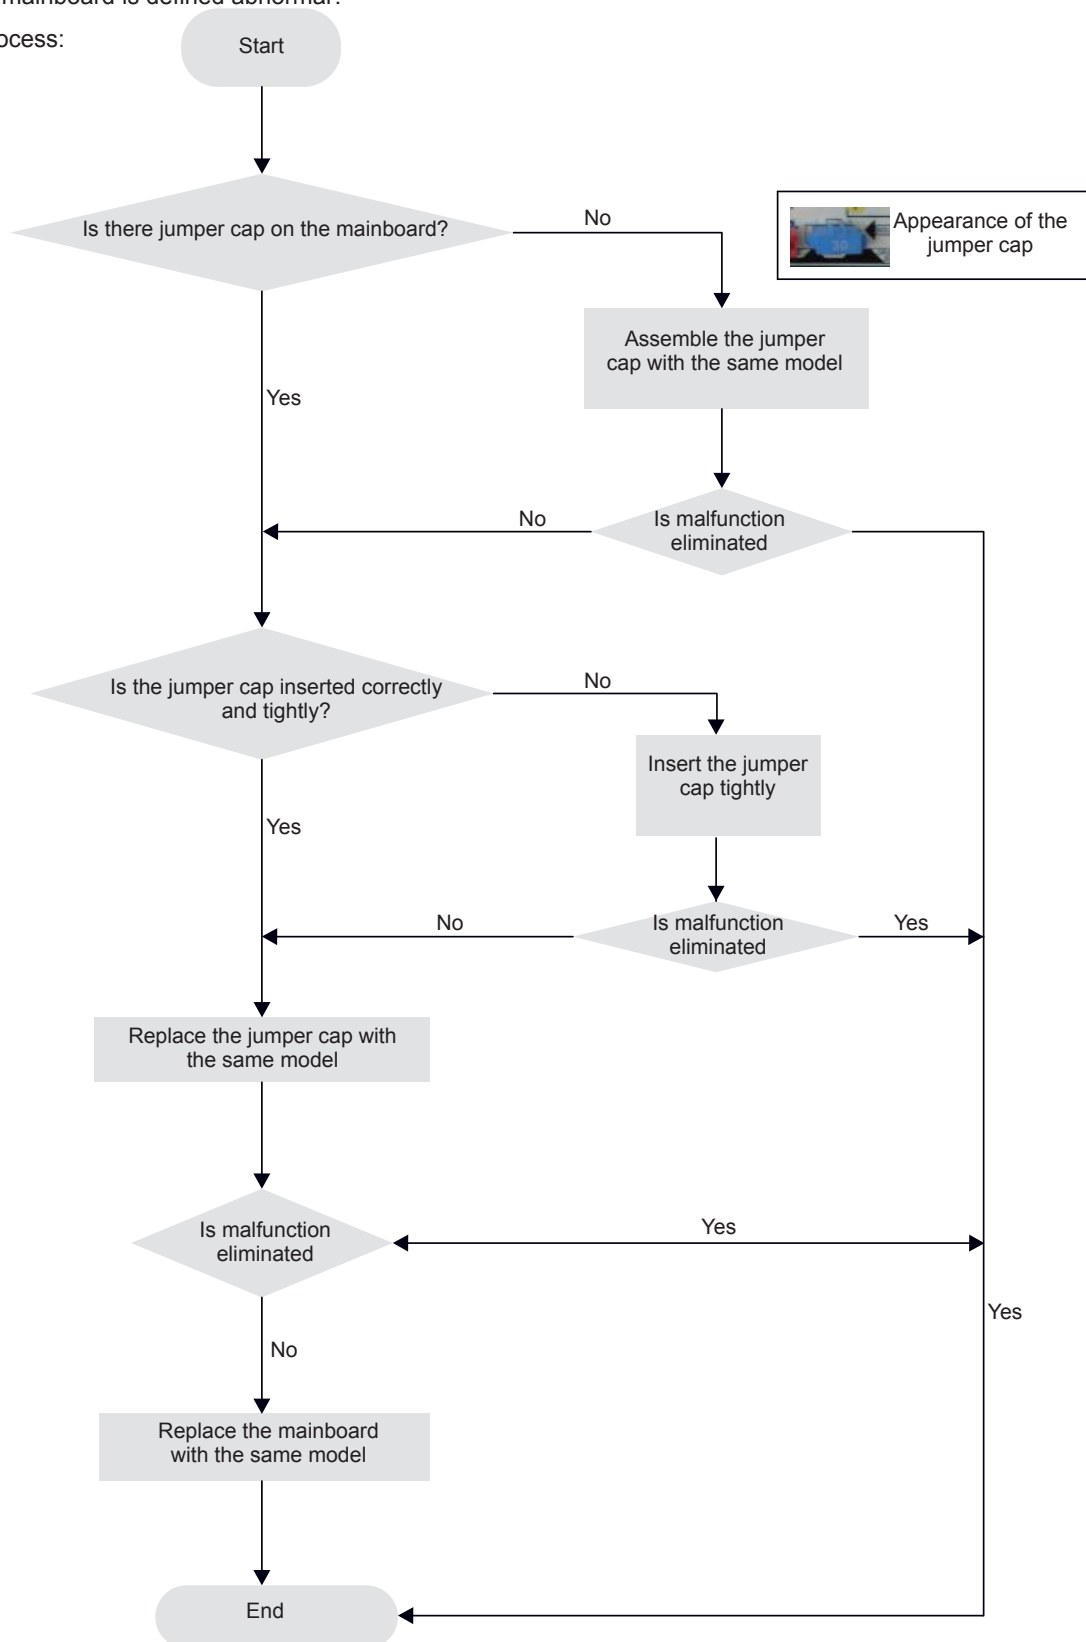 mainboard is defined abnormal.
ocess:
Start
Is there jumper cap on the mainboard?
No
Appearance of the
jumper cap
Assemble the jumper
cap with the same model
Yes
No
Is malfunction
eliminated
Is the jumper cap inserted correctly
and tightly?
No
Insert the jumper
cap tightly
Yes
No
Is malfunction
eliminated
Yes
Replace the jumper cap with
the same model
Is malfunction
eliminated
Yes
Yes
No
Replace the mainboard
with the same model
End